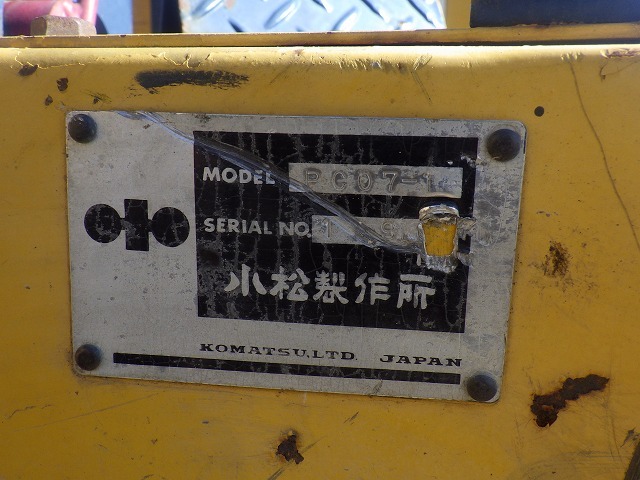 MODEL PC07-1
SERIAL NO.
小松製作所
KOMATSU, LTD. JAPAN